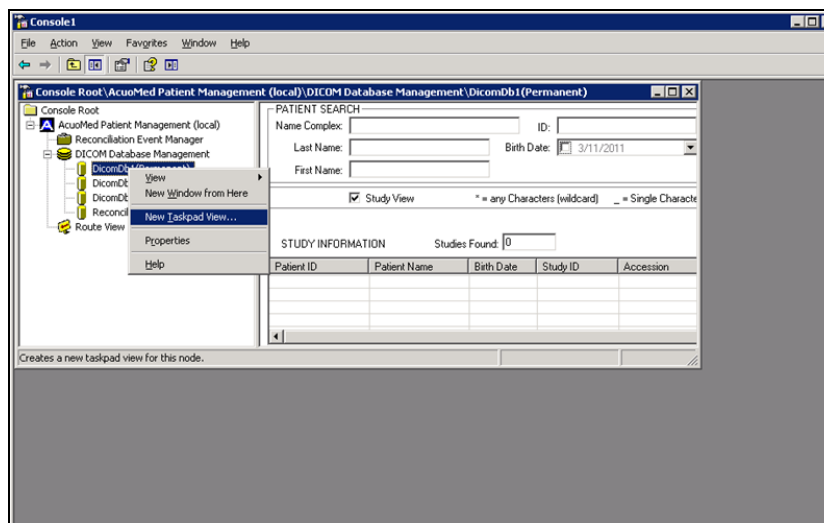 Console1
File Action View Favorites Window Help
Console Root\AcuoMed Patient Management (local)\DICOM Database Management\DicomDb1(Permanent)
Console Root
AcuoMed Patient Management (local)
Reconciliation Event Manager
DICOM Database Management
DicomDb1(Permanent)
DicomDb
DicomDb
Reconcil
Route View
View
New Window from Here
New Taskpad View...
Properties
Help
PATIENT SEARCH
Name Complex: ID:
Last Name: Birth Date: 3/11/2011
First Name:
Study View * = any Characters (wildcard) _ = Single Characte
STUDY INFORMATION Studies Found: 0
Patient ID Patient Name Birth Date Study ID Accession
Creates a new taskpad view for this node.